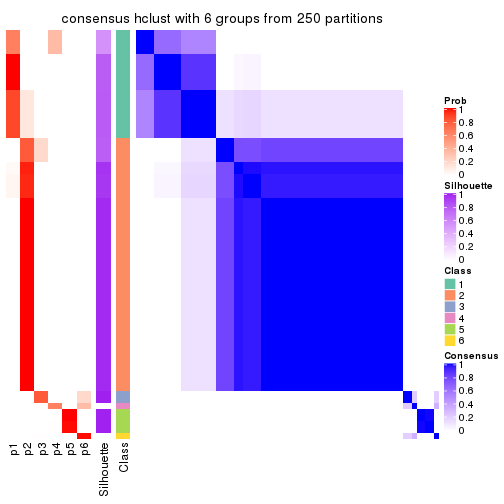 consensus hclust with 6 groups from 250 partitions
Prob
1
0.8
0.6
0.4
0.2
0
Silhouette
1
0.8
0.6
0.4
0.2
0
Class
1
2
3
4
5
6
Consensus
1
0.8
0.6
0.4
0.2
0
p1
p2
p3
p4
p5
p6
Silhouette
Class